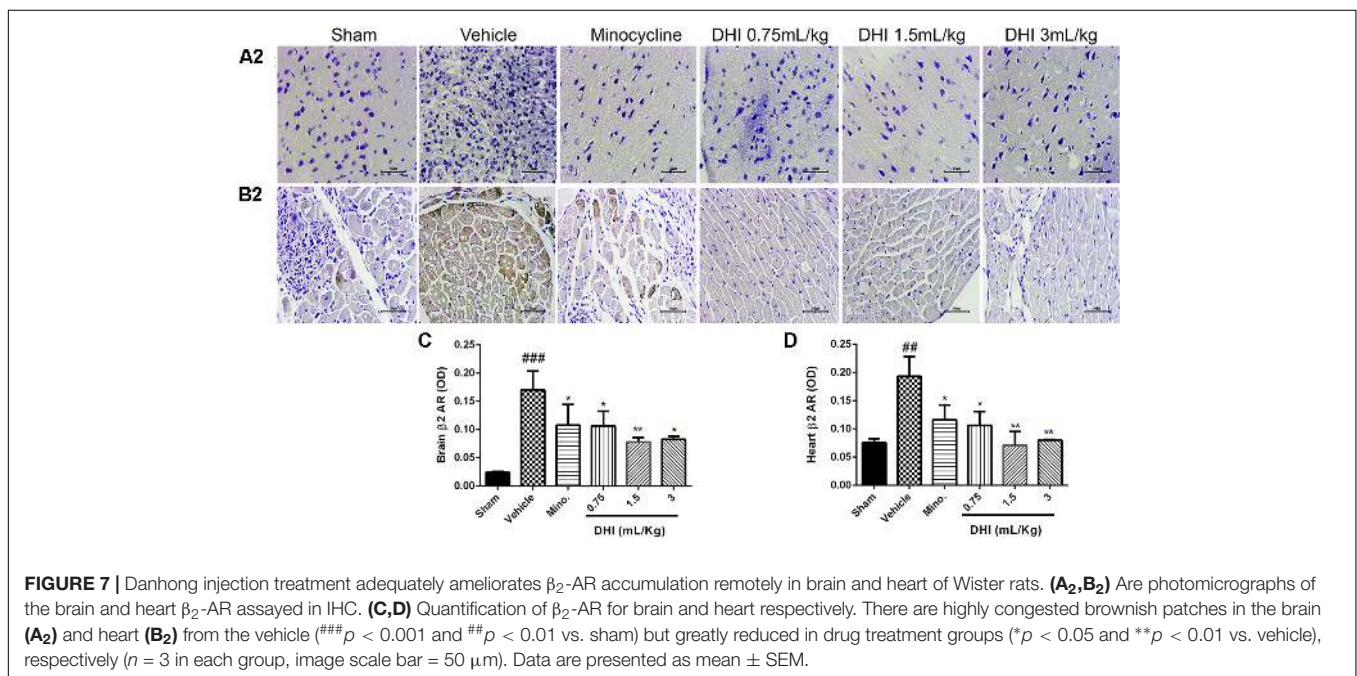 Sham Vehicle Minocycline DHI 0.75mL/kg DHI 1.5mL/kg DHI 3mL/kg
A2
B2
C
D
Brain β2 AR (OD)
0.25
0.20
0.15
0.10
0.05
0.00
###
*
*
**
*
Sham
Vehicle
Mino.
0.75
1.5
3
DHI (mL/Kg)
Heart β2 AR (OD)
0.25
0.20
0.15
0.10
0.05
0.00
##
*
*
**
**
Sham
Vehicle
Mino.
0.75
1.5
3
DHI (mL/Kg)
FIGURE 7 | Danhong injection treatment adequately ameliorates β₂-AR accumulation remotely in brain and heart of Wister rats. (A₂,B₂) Are photomicrographs of
the brain and heart β₂-AR assayed in IHC. (C,D) Quantification of β₂-AR for brain and heart respectively. There are highly congested brownish patches in the brain
(A₂) and heart (B₂) from the vehicle (###p < 0.001 and ##p < 0.01 vs. sham) but greatly reduced in drug treatment groups (*p < 0.05 and **p < 0.01 vs. vehicle),
respectively (n = 3 in each group, image scale bar = 50 μm). Data are presented as mean ± SEM.